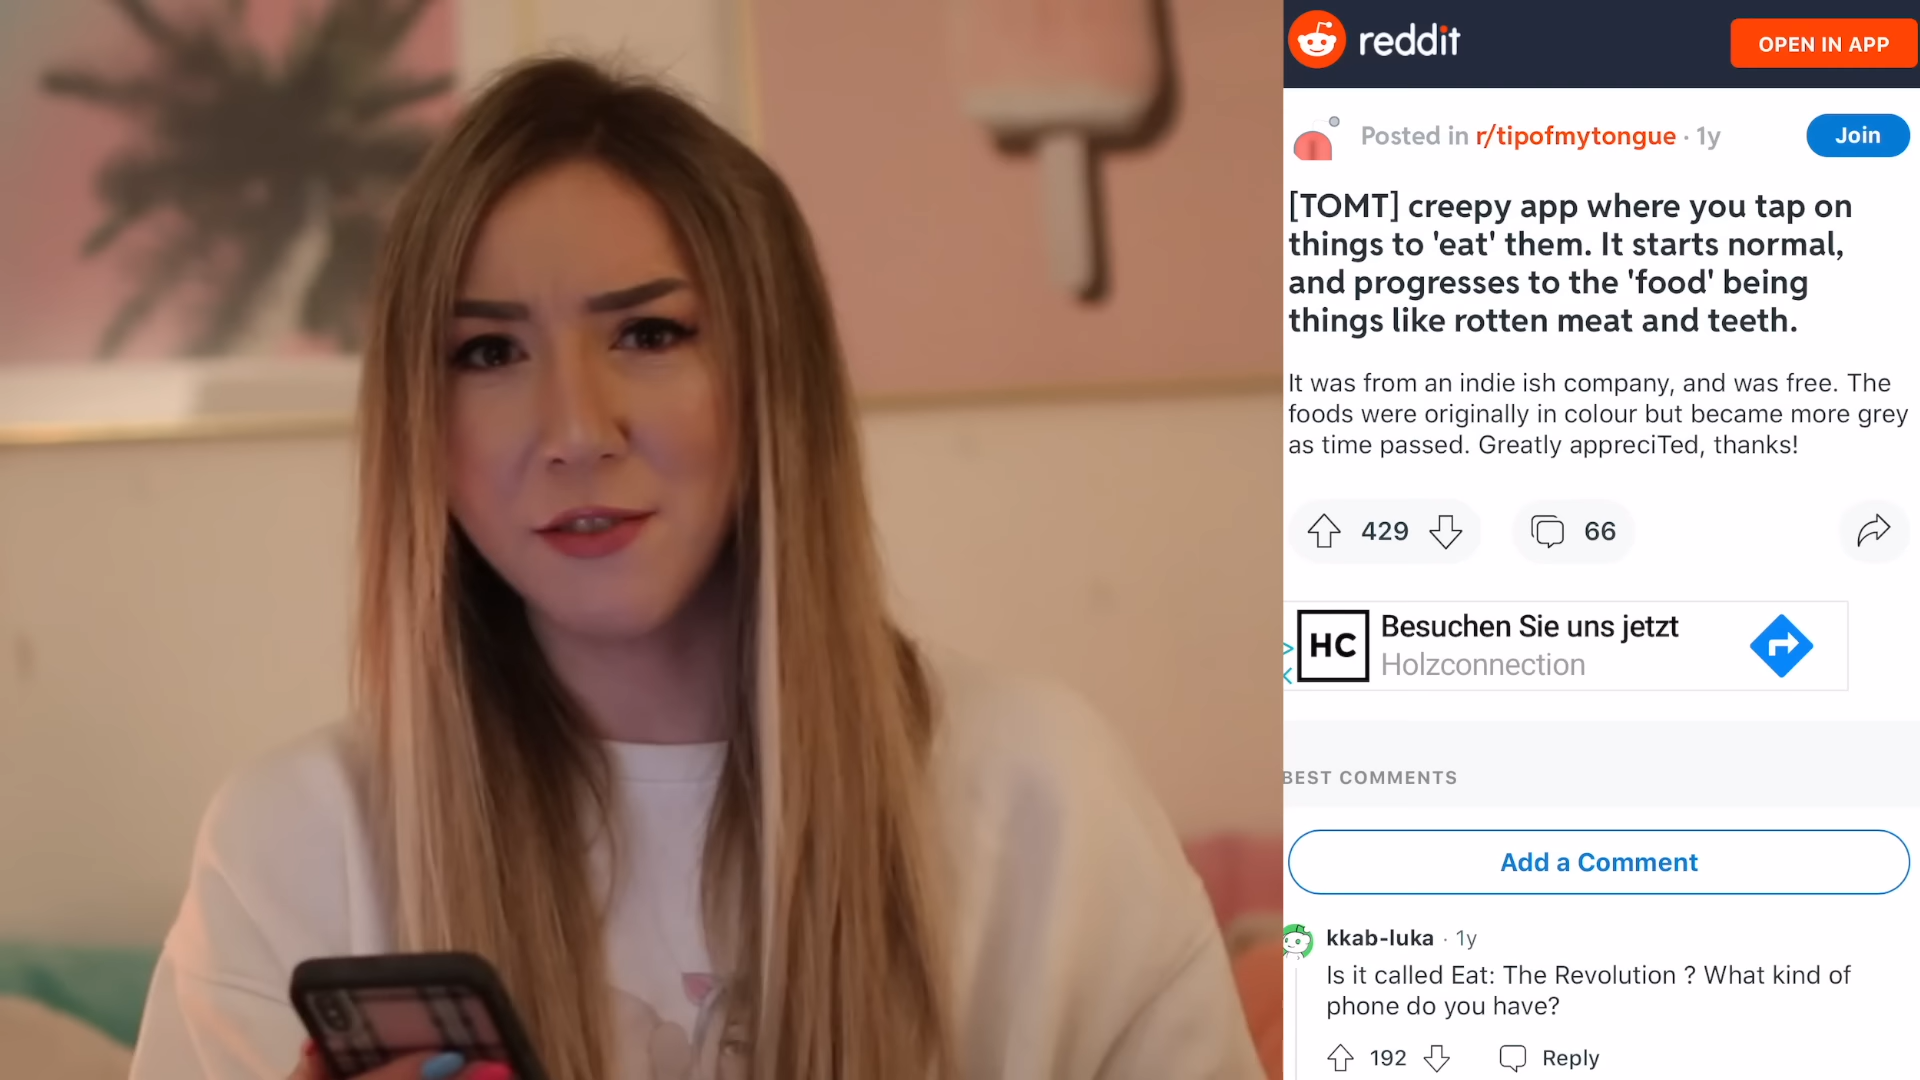 reddit
OPEN IN APP
Posted in r/tipofmytongue · 1y
Join
[TOMT] creepy app where you tap on
things to 'eat' them. It starts normal,
and progresses to the 'food' being
things like rotten meat and teeth.
It was from an indie ish company, and was free. The
foods were originally in colour but became more grey
as time passed. Greatly appreciTed, thanks!
429
66
HC
Besuchen Sie uns jetzt
Holzconnection
BEST COMMENTS
Add a Comment
kkab-luka · 1y
Is it called Eat: The Revolution ? What kind of
phone do you have?
192
Reply